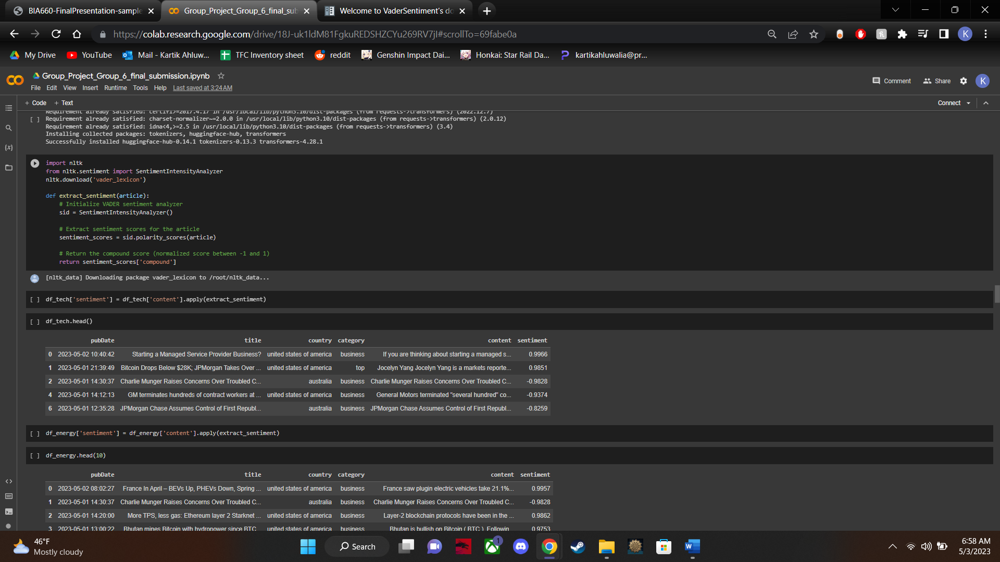 BIA660-FinalPresentation-sample
Group_Project_Group_6_final_sub
Welcome to VaderSentiment's do
https://colab.research.google.com/drive/18J-uk1ldM81FgkuREDSHZCYu269RV7jI#scrollTo=69fabe0a
K
My Drive
YouTube
Mail - Kartik Ahluw...
TFC Inventory sheet
reddit
Genshin Impact Dai...
Honkai: Star Rail Da...
kartikahluwalia@pr...
Group_Project_Group_6_final_submission.ipynb
File Edit View Insert Runtime Tools Help Last saved at 3:24 AM
Comment Share K
+ Code + Text
Connect
Requirement already satisfied: certifi>=2017.4.17 in /usr/local/lib/python3.10/dist-packages (from requests->transformers) (2022.12.7)
[ ] Requirement already satisfied: charset-normalizer~=2.0.0 in /usr/local/lib/python3.10/dist-packages (from requests->transformers) (2.0.12)
Requirement already satisfied: idna<4,>=2.5 in /usr/local/lib/python3.10/dist-packages (from requests->transformers) (3.4)
Installing collected packages: tokenizers, huggingface-hub, transformers
Successfully installed huggingface-hub-0.14.1 tokenizers-0.13.3 transformers-4.28.1
import nltk
from nltk.sentiment import SentimentIntensityAnalyzer
nltk.download('vader_lexicon')
def extract_sentiment(article):
# Initialize VADER sentiment analyzer
sid = SentimentIntensityAnalyzer()
# Extract sentiment scores for the article
sentiment_scores = sid.polarity_scores(article)
# Return the compound score (normalized score between -1 and 1)
return sentiment_scores['compound']
[nltk_data] Downloading package vader_lexicon to /root/nltk_data...
[ ] df_tech['sentiment'] = df_tech['content'].apply(extract_sentiment)
[ ] df_tech.head()
pubDate title country category content sentiment
0 2023-05-02 10:40:42 Starting a Managed Service Provider Business? united states of america business If you are thinking about starting a managed s... 0.9966
1 2023-05-01 21:39:49 Bitcoin Drops Below $28K; JPMorgan Takes Over ... united states of america top Jocelyn Yang Jocelyn Yang is a markets reporte... 0.9851
2 2023-05-01 14:30:37 Charlie Munger Raises Concerns Over Troubled C... australia business Charlie Munger Raises Concerns Over Troubled C... -0.9828
4 2023-05-01 14:12:13 GM terminates hundreds of contract workers at ... united states of america business General Motors terminated "several hundred" co... -0.9374
6 2023-05-01 12:35:28 JPMorgan Chase Assumes Control of First Republ... australia business JPMorgan Chase Assumes Control of First Republ... -0.8259
[ ] df_energy['sentiment'] = df_energy['content'].apply(extract_sentiment)
[ ] df_energy.head(10)
pubDate title country category content sentiment
0 2023-05-02 08:02:27 France In April – BEVs Up, PHEVs Down, Spring ... united states of america business France saw plugin electric vehicles take 21.1%... 0.9957
1 2023-05-01 14:30:37 Charlie Munger Raises Concerns Over Troubled C... australia business Charlie Munger Raises Concerns Over Troubled C... -0.9828
2 2023-05-01 14:20:00 More TPS, less gas: Ethereum layer 2 Starknet ... united states of america business Layer-2 blockchain protocols have been in the ... 0.9862
3 2023-05-01 13:00:22 Bhutan mines Bitcoin with hydropower since BTC united states of america business Bhutan is bullish on Bitcoin ( BTC ). Followin 0.9753
46°F
Mostly cloudy
Search
1
6:58 AM
5/3/2023